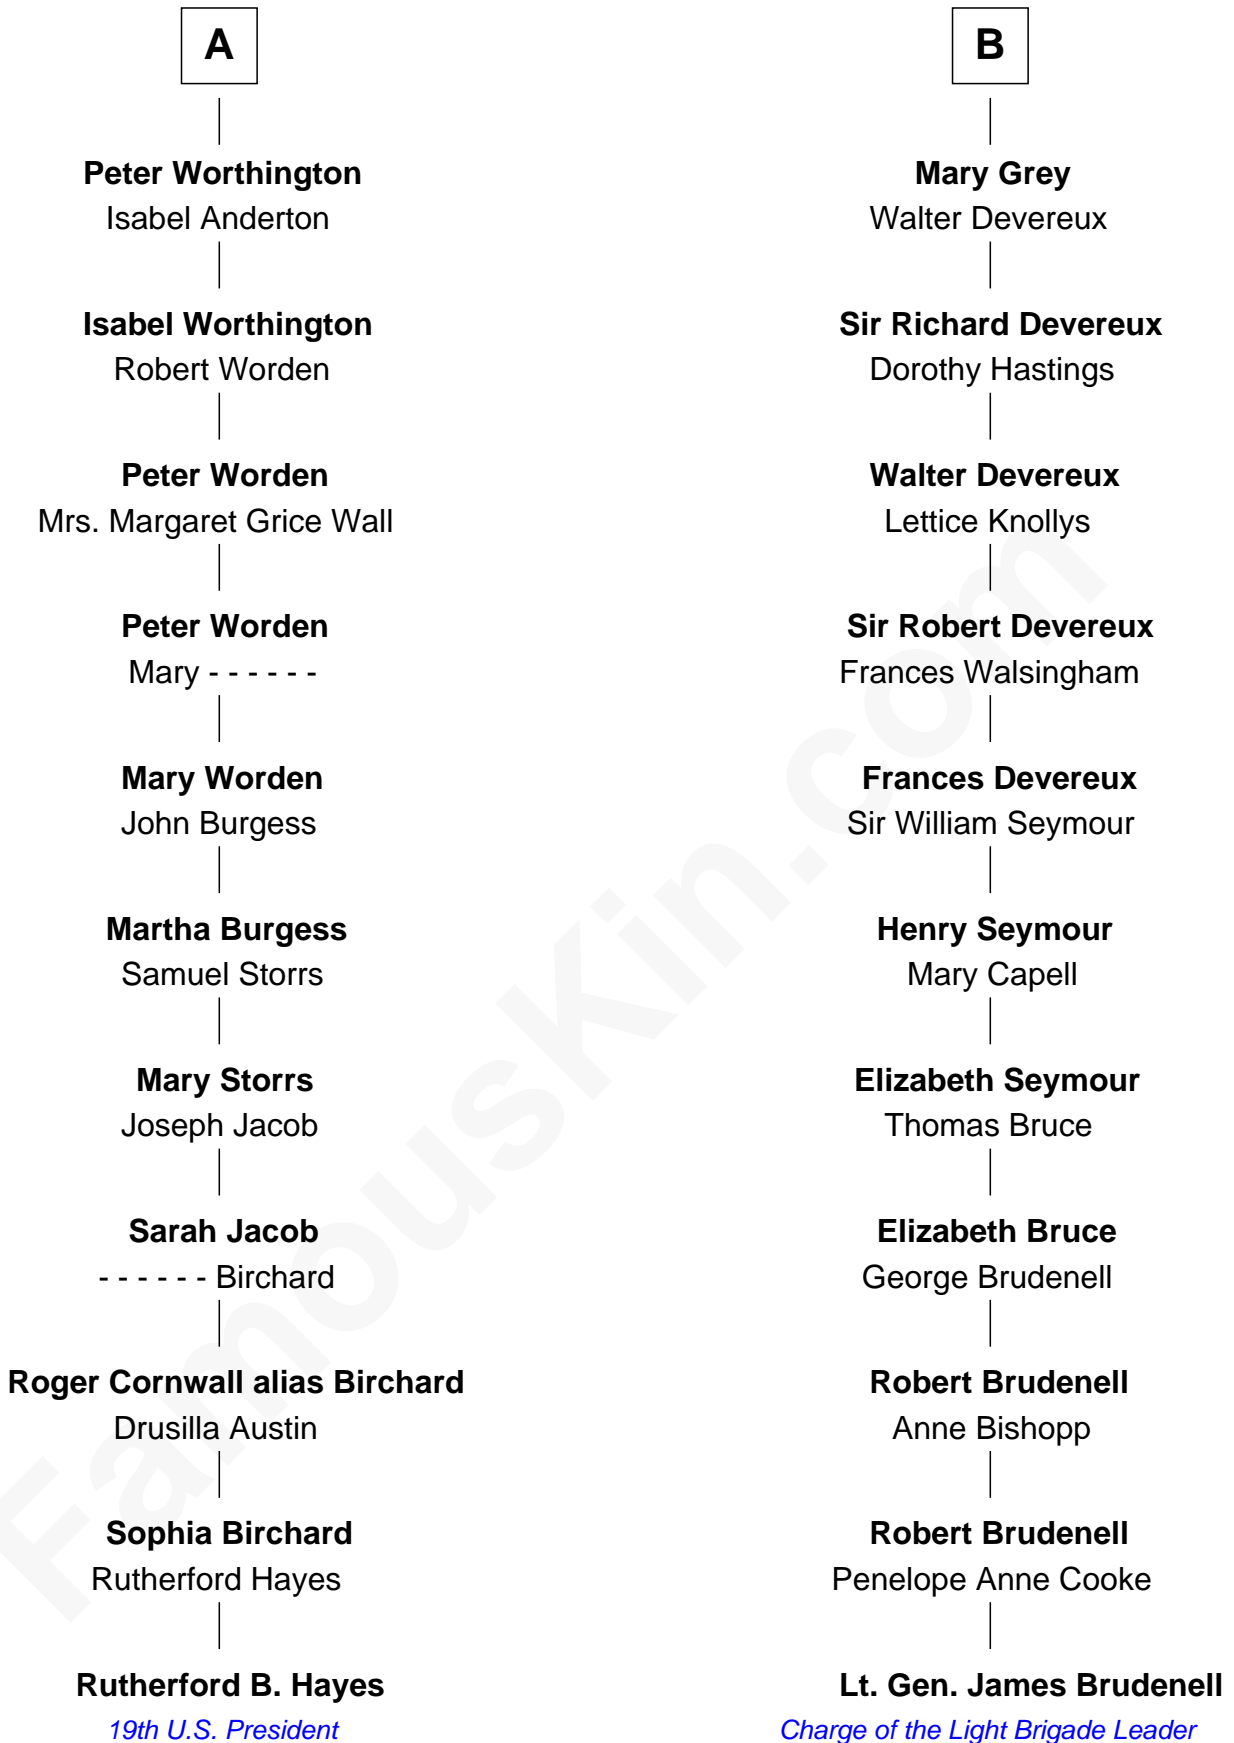 A
Peter Worthington
Isabel Anderton
Isabel Worthington
Robert Worden
Peter Worden
Mrs. Margaret Grice Wall
Peter Worden
Mary - - - - - -
Mary Worden
John Burgess
Martha Burgess
Samuel Storrs
Mary Storrs
Joseph Jacob
Sarah Jacob
- - - - - - Birchard
Roger Cornwall alias Birchard
Drusilla Austin
Sophia Birchard
Rutherford Hayes
Rutherford B. Hayes
19th U.S. President
B
Mary Grey
Walter Devereux
Sir Richard Devereux
Dorothy Hastings
Walter Devereux
Lettice Knollys
Sir Robert Devereux
Frances Walsingham
Frances Devereux
Sir William Seymour
Henry Seymour
Mary Capell
Elizabeth Seymour
Thomas Bruce
Elizabeth Bruce
George Brudenell
Robert Brudenell
Anne Bishopp
Robert Brudenell
Penelope Anne Cooke
Lt. Gen. James Brudenell
Charge of the Light Brigade Leader
FamousKin.com